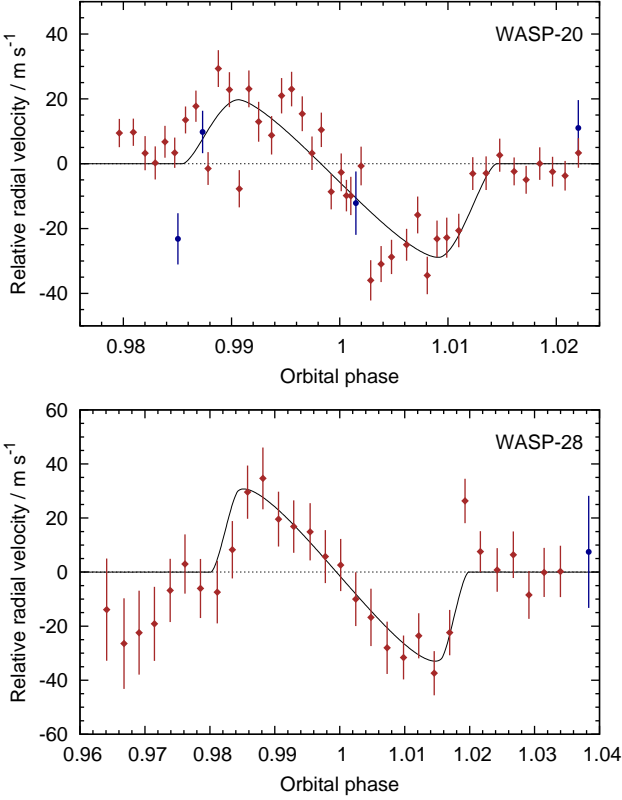 WASP-20
40
20
0
-20
-40
Relative radial velocity / m s⁻¹
0.98 0.99 1 1.01 1.02
Orbital phase
WASP-28
60
40
20
0
-20
-40
-60
Relative radial velocity / m s⁻¹
0.96 0.97 0.98 0.99 1 1.01 1.02 1.03 1.04
Orbital phase